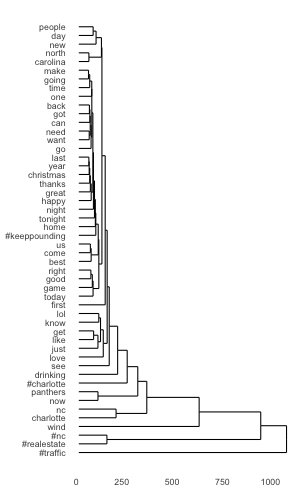 people
day
new
north
carolina
make
going
time
one
back
got
can
need
want
go
last
year
christmas
thanks
great
happy
night
tonight
home
#keeppounding
us
come
best
right
good
game
today
first
lol
know
get
like
just
love
see
drinking
#charlotte
panthers
now
nc
charlotte
wind
#nc
#realestate
#traffic
0 250 500 750 1000